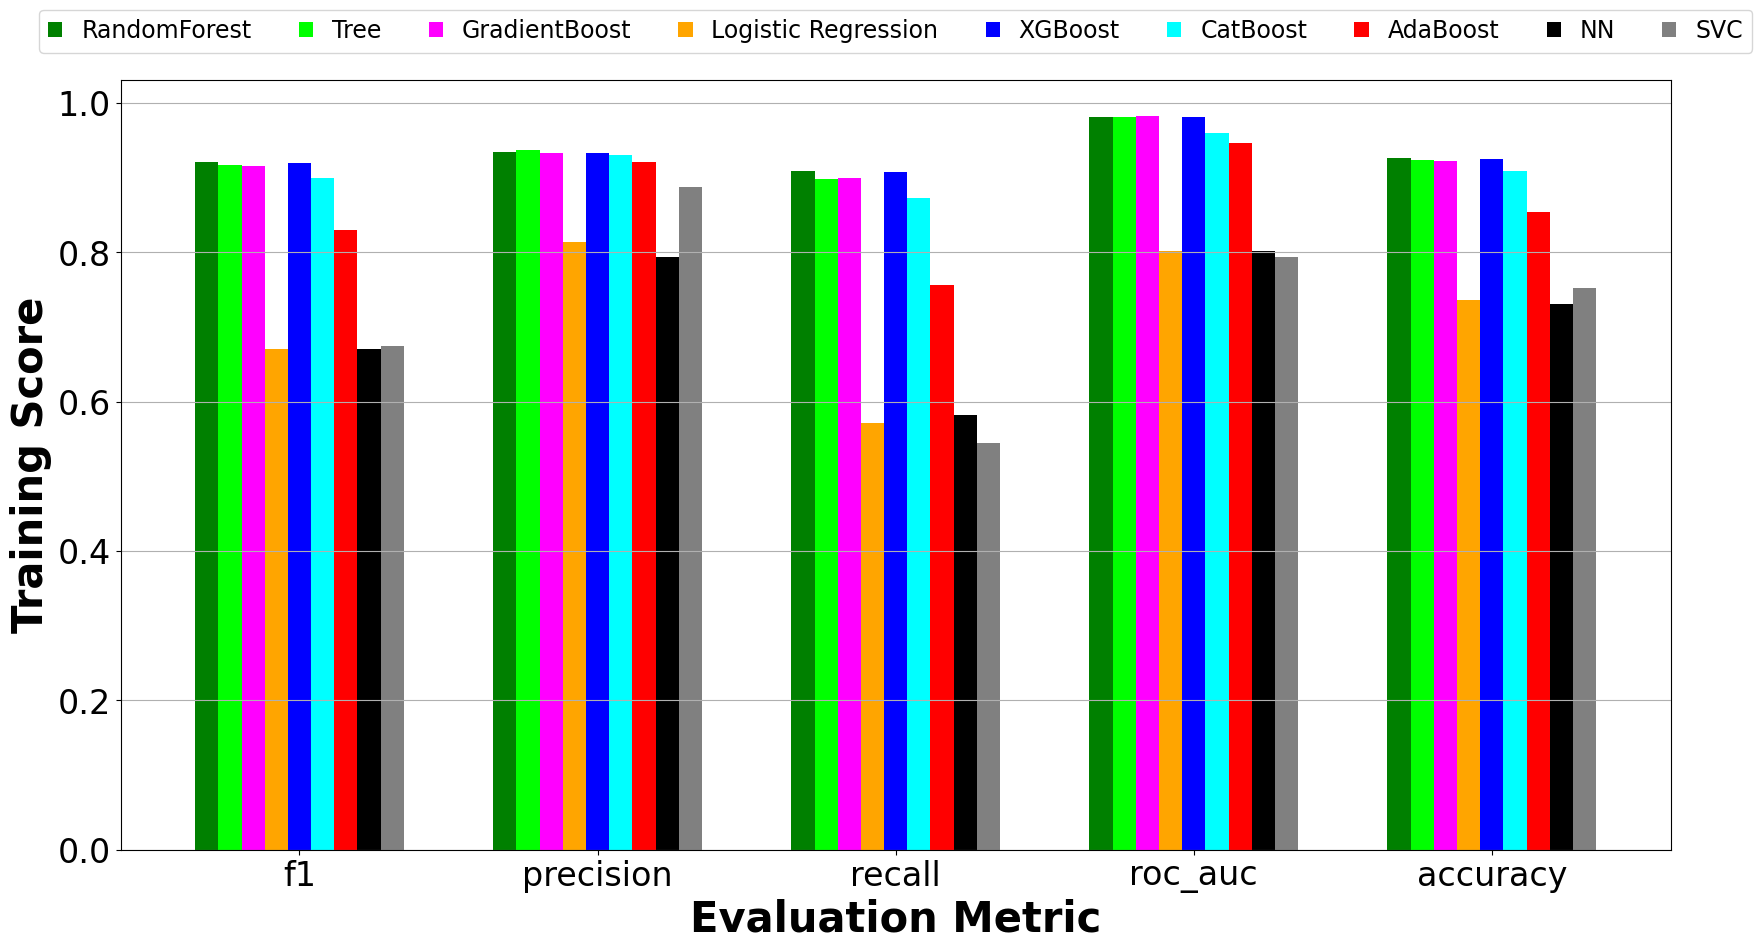 RandomForest Tree GradientBoost Logistic Regression XGBoost CatBoost AdaBoost NN SVC
Training Score
1.0
0.8
0.6
0.4
0.2
0.0
f1 precision recall roc_auc accuracy
Evaluation Metric